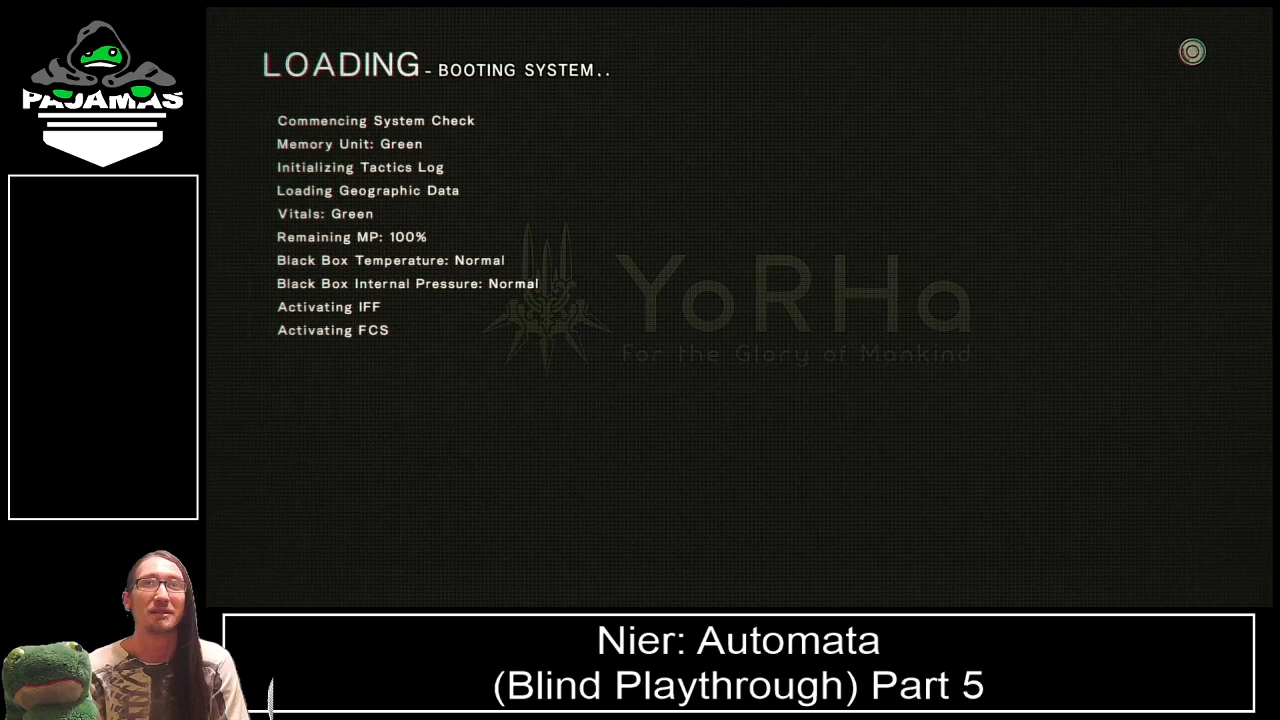 PAJAMAS
LOADING - BOOTING SYSTEM..
Commencing System Check
Memory Unit: Green
Initializing Tactics Log
Loading Geographic Data
Vitals: Green
Remaining MP: 100%
Black Box Temperature: Normal
Black Box Internal Pressure: Normal
Activating IFF
Activating FCS
YoRHa
For the Glory of Mankind
Nier: Automata
(Blind Playthrough) Part 5